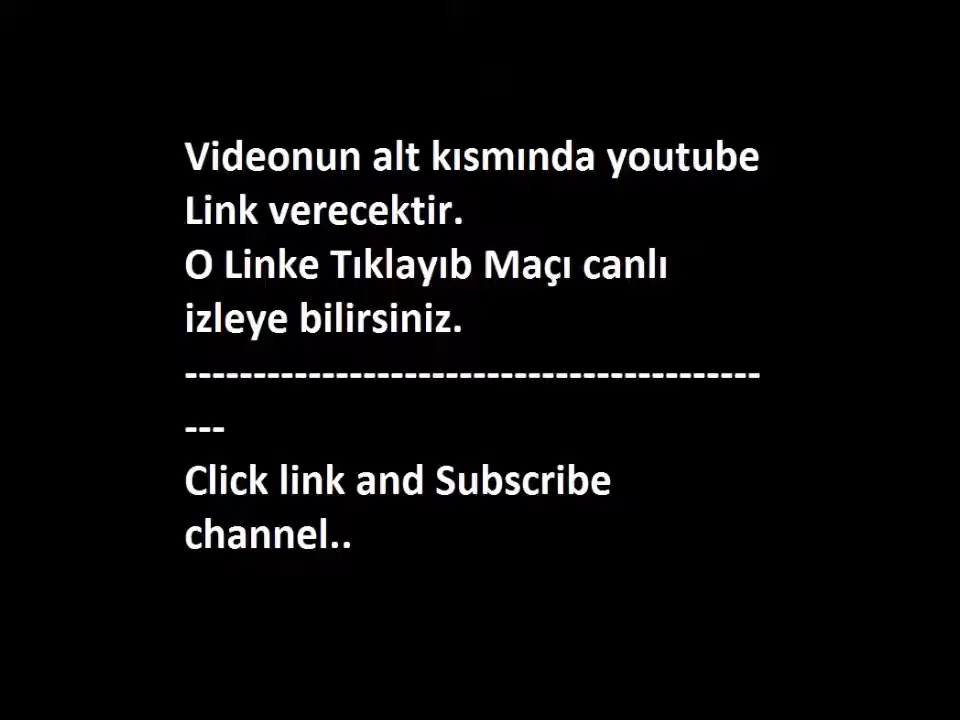 Videonun alt kısmında youtube
Link verecektir.
O Linke Tıklayıb Maçı canlı
izleye bilirsiniz.
------------------------------------------
---
Click link and Subscribe
channel..